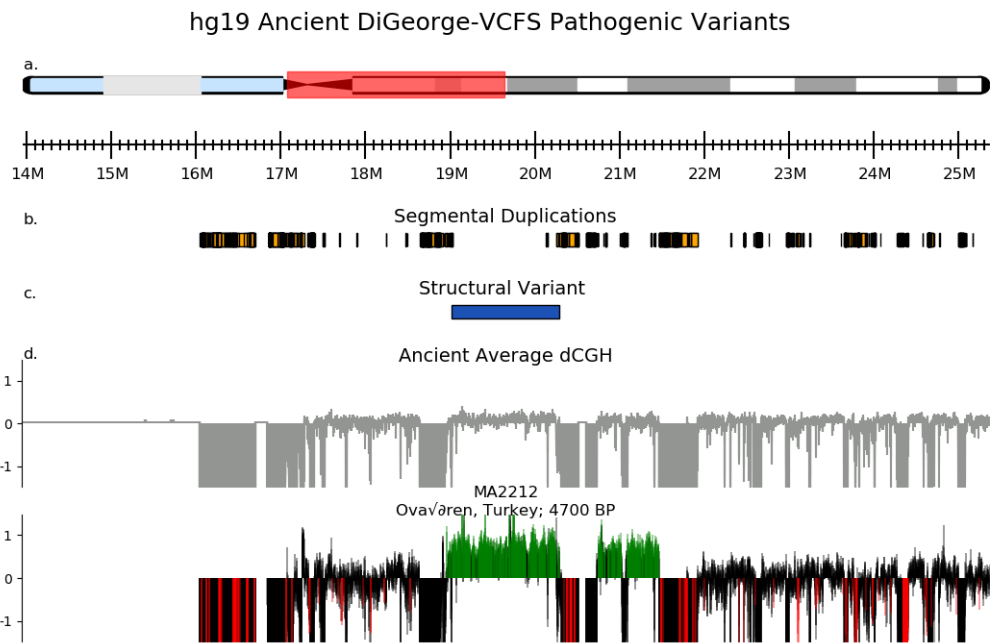 hg19 Ancient DiGeorge-VCFS Pathogenic Variants
a.
14M 15M 16M 17M 18M 19M 20M 21M 22M 23M 24M 25M
b.
Segmental Duplications
c.
Structural Variant
d.
Ancient Average dCGH
1
0
-1
MA2212
Ova√∂ren, Turkey; 4700 BP
1
0
-1